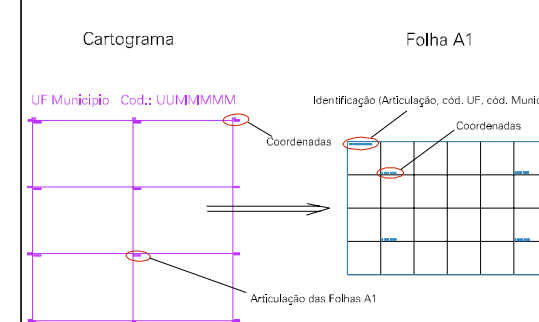 Cartograma
Folha A1
UF Municipio Cod.: UUMMMMM
Identificação (Articulação, cód. UF, cód. Munic
Coordenadas
Coordenadas
Articulação das Folhas A1